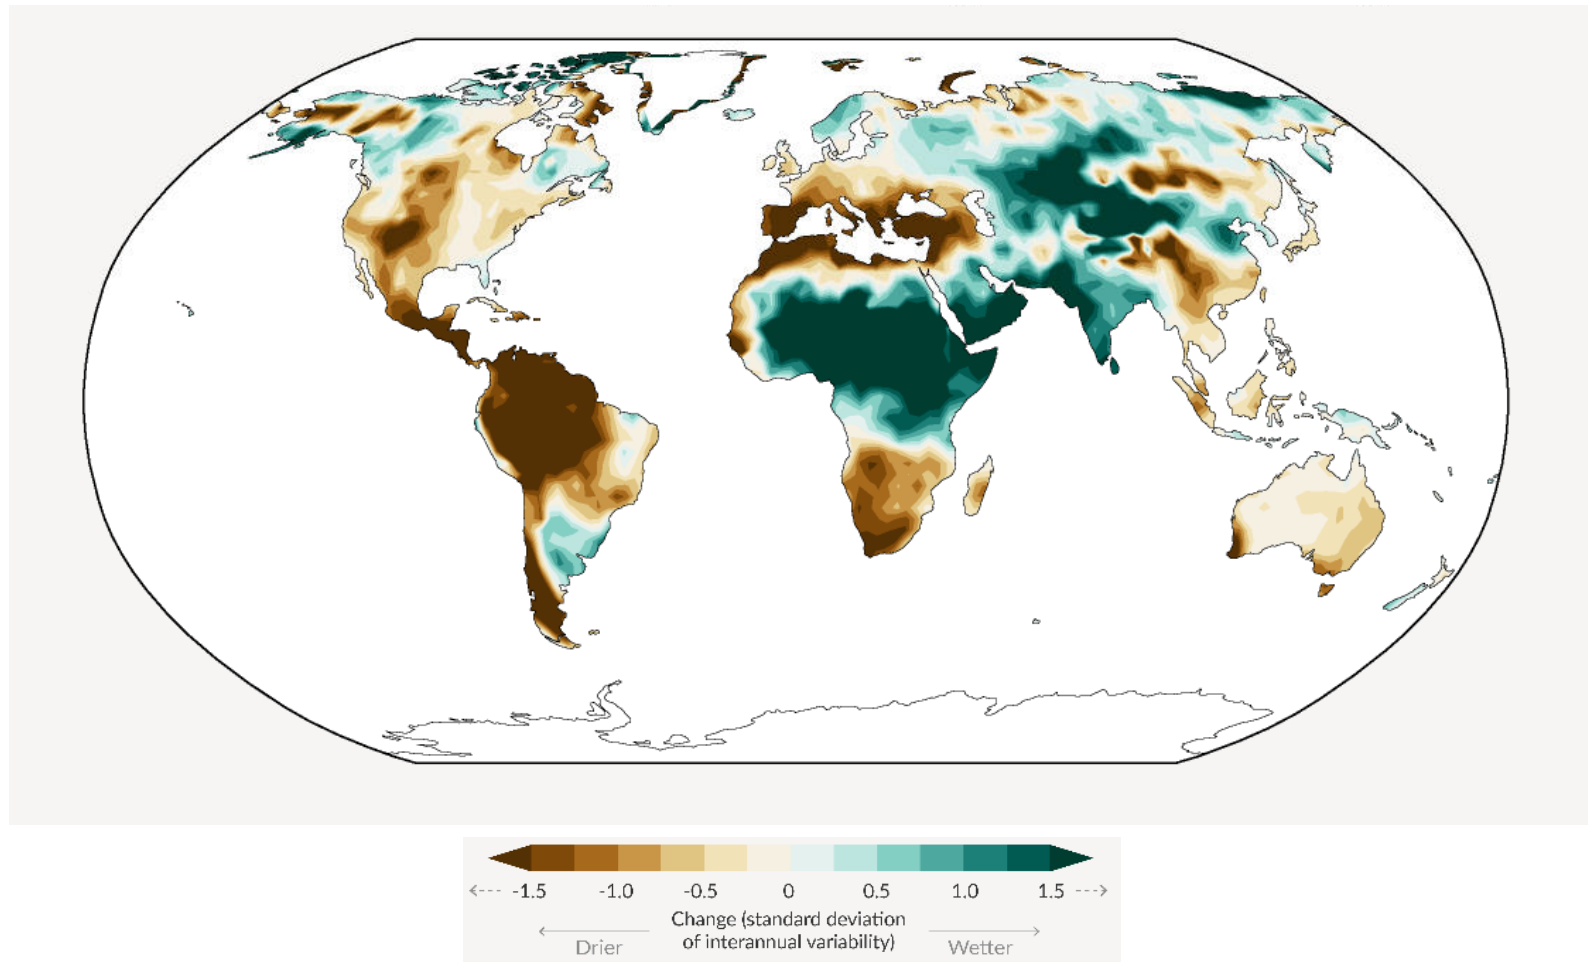 -1.5 -1.0 -0.5 0 0.5 1.0 1.5
Change (standard deviation
of interannual variability)
Drier Wetter